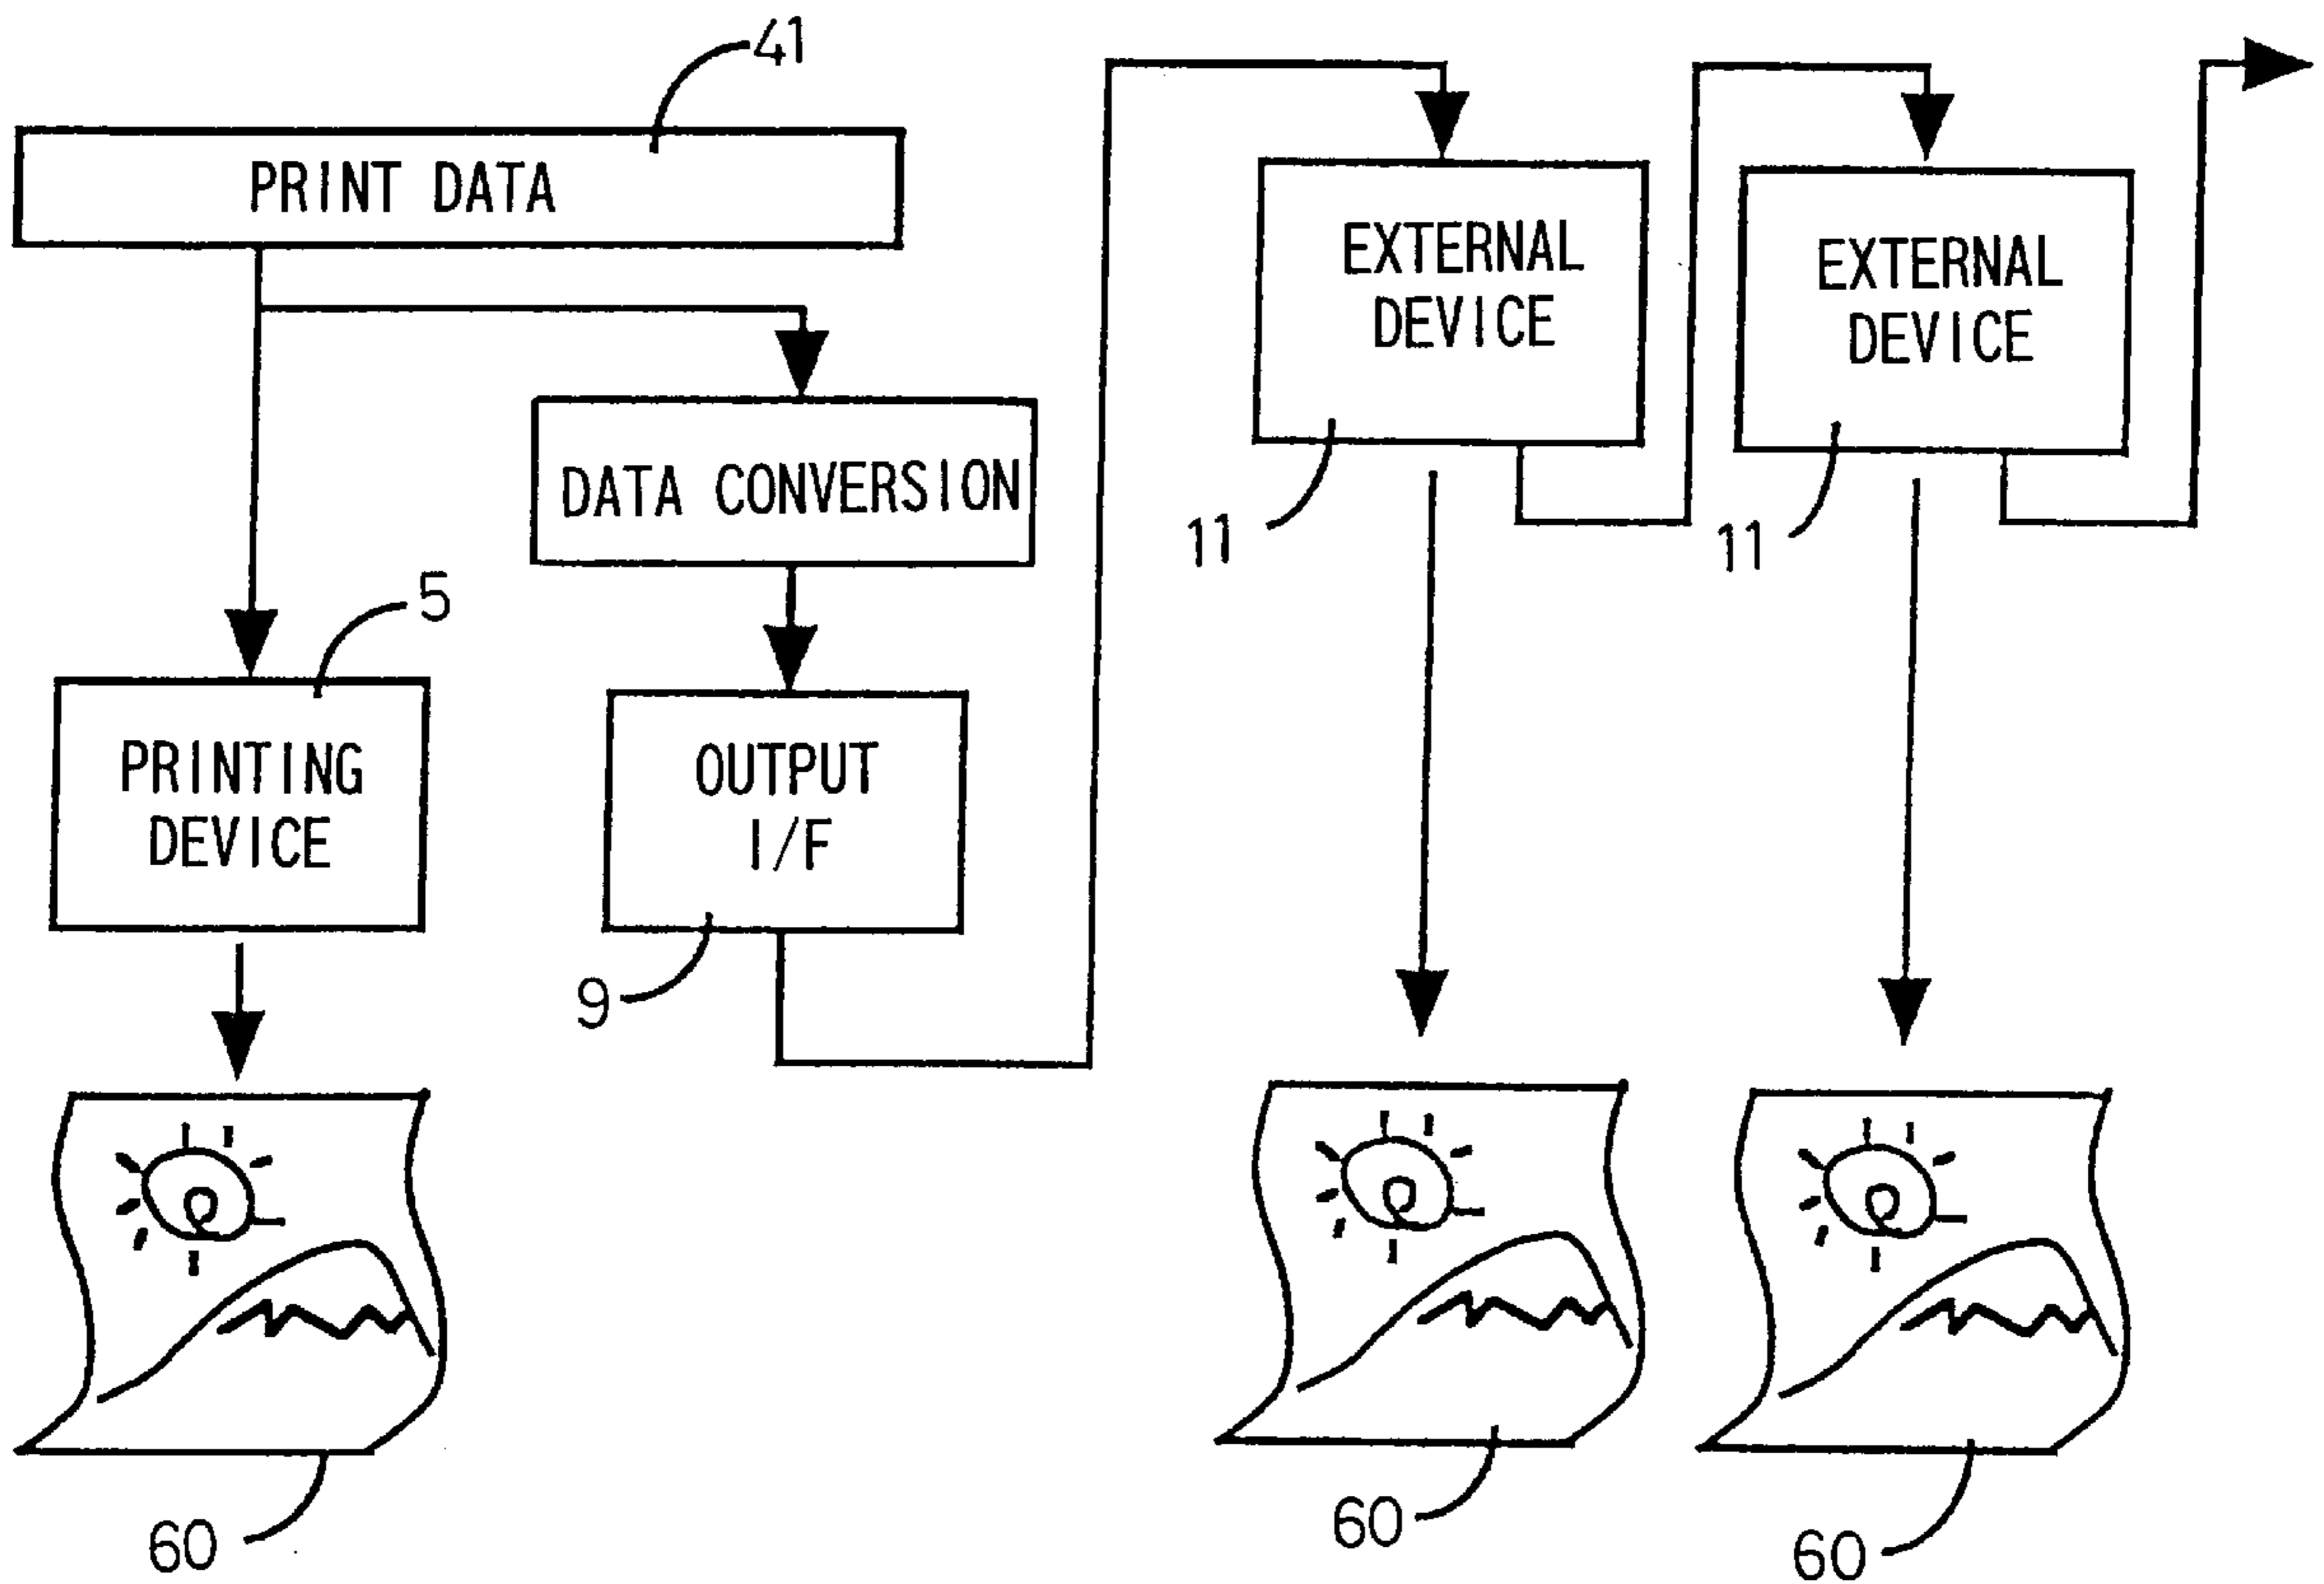 41
PRINT DATA
EXTERNAL
DEVICE
EXTERNAL
DEVICE
DATA CONVERSION
11
11
5
PRINTING
DEVICE
OUTPUT
I/F
9
60
60
60